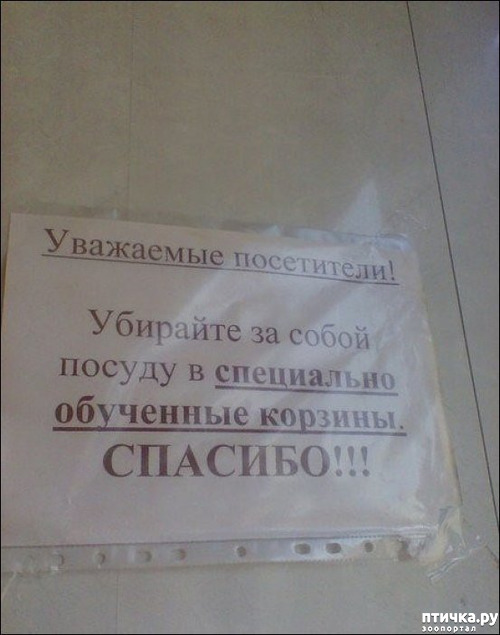 Уважаемые посетители!
Убирайте за собой
посуду в специально
обученные корзины.
СПАСИБО!!!
птичка.ру
зоопортал